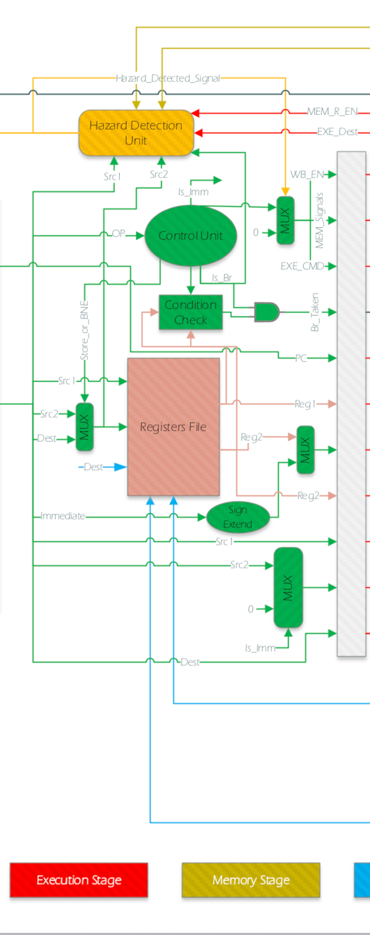 Hazard_Detected_Signal
MEM_R_EN
Hazard Detection
Unit
EXE_Dest
Src1
Src2
WB_EN
Is_Imm
MUX
MEM_Signals
OP
Control Unit
0
EXE_CMD
Is_Br
Store_or_BNE
Condition
Check
Br_Taken
PC
Src1
Reg1
Src2
MUX
Registers File
Reg2
MUX
Dest
Dest
Reg2
Immediate
Sign
Extend
Src1
Src2
MUX
0
Is_Imm
Dest
Execution Stage
Memory Stage